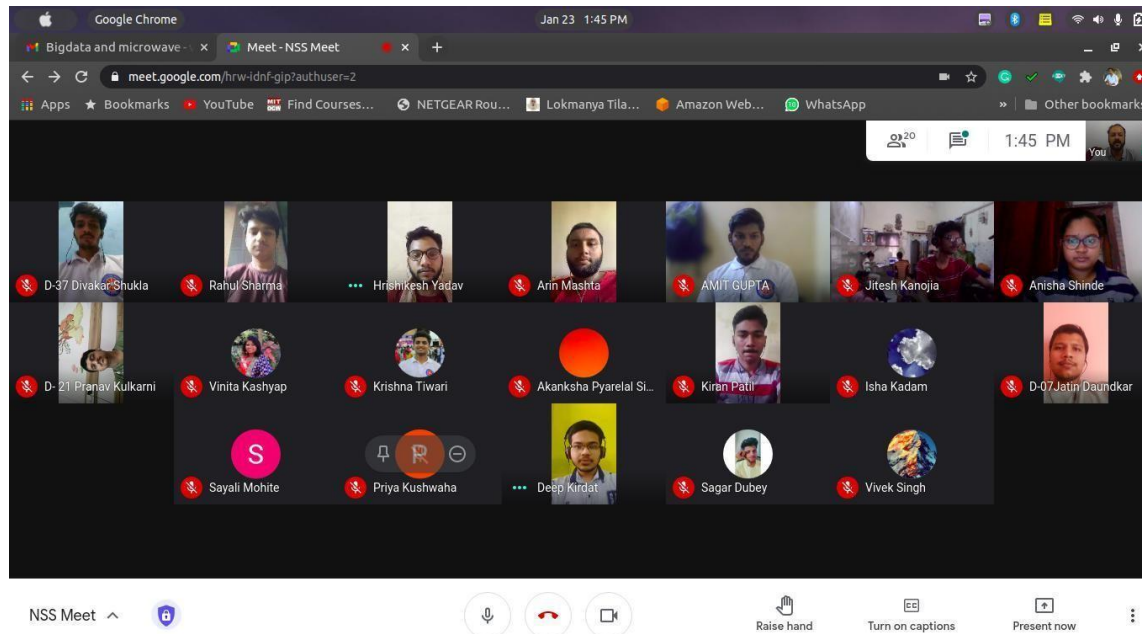 Google Chrome
Jan 23 1:45 PM
Bigdata and microwave -
Meet - NSS Meet
meet.google.com/hrw-idnf-gip?authuser=2
Apps
Bookmarks
YouTube
MIT OCW Find Courses...
NETGEAR Rou...
Lokmanya Tila...
Amazon Web...
WhatsApp
»
Other bookmarks
20
1:45 PM
You
D-37 Divakar Shukla
Rahul Sharma
Hrishikesh Yadav
Arin Mashta
AMIT GUPTA
Jitesh Kanojia
Anisha Shinde
D- 21 Pranav Kulkarni
Vinita Kashyap
Krishna Tiwari
Akanksha Pyarelal Si...
Kiran Patil
Isha Kadam
D-07Jatin Daundkar
S
Sayali Mohite
Priya Kushwaha
Deep Kirdat
Sagar Dubey
Vivek Singh
NSS Meet
Raise hand
CC
Turn on captions
Present now